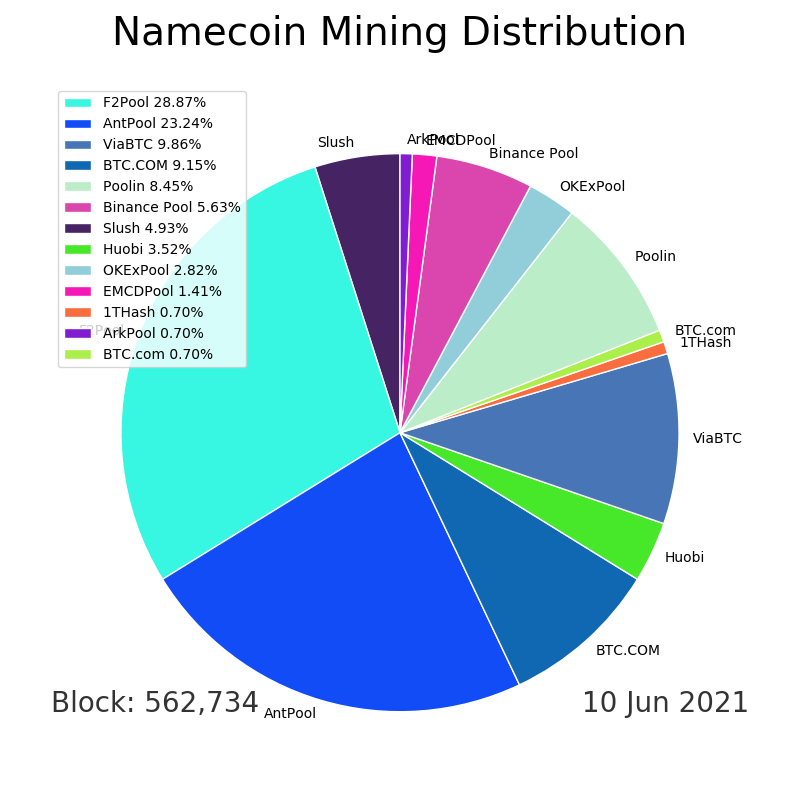 Namecoin Mining Distribution
F2Pool 28.87%
AntPool 23.24%
ViaBTC 9.86%
BTC.COM 9.15%
Poolin 8.45%
Binance Pool 5.63%
Slush 4.93%
Huobi 3.52%
OKExPool 2.82%
EMCDPool 1.41%
1THash 0.70%
ArkPool 0.70%
BTC.com 0.70%
Slush
ArkPool
EMCDPool
Binance Pool
OKExPool
Poolin
BTC.com
1THash
ViaBTC
Huobi
BTC.COM
AntPool
F2Pool
Block: 562,734
10 Jun 2021